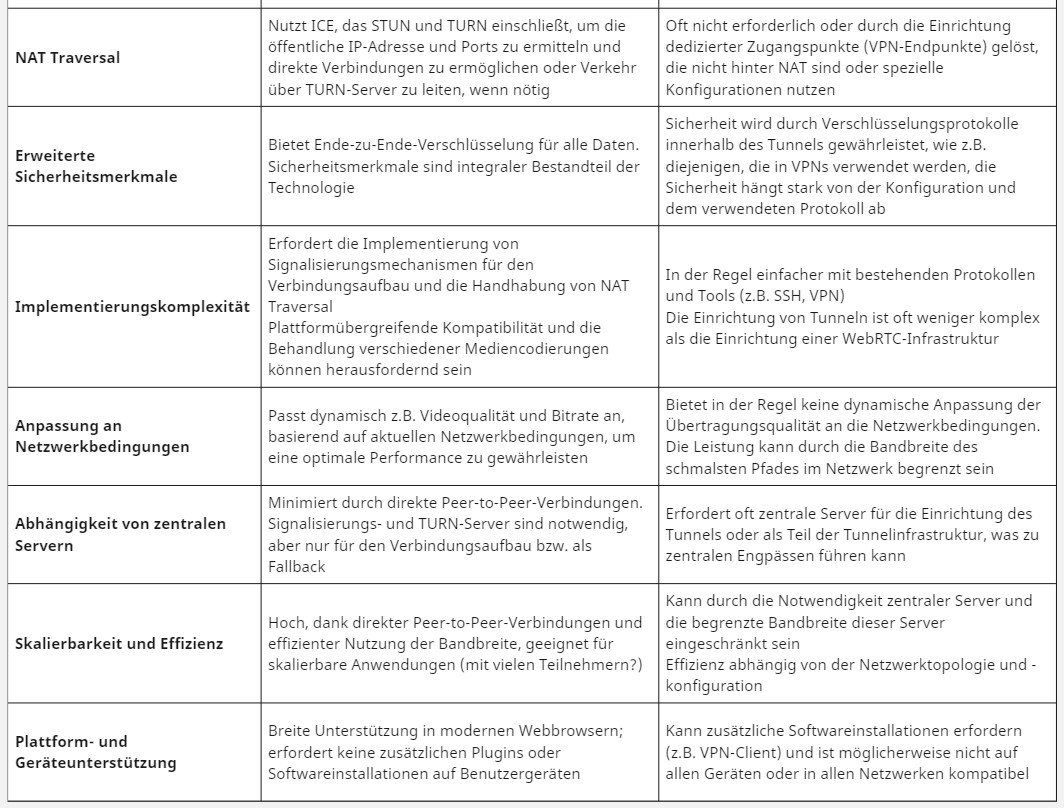 NAT Traversal
Nutzt ICE, das STUN und TURN einschließt, um die
öffentliche IP-Adresse und Ports zu ermitteln und
direkte Verbindungen zu ermöglichen oder Verkehr
über TURN-Server zu leiten, wenn nötig
Oft nicht erforderlich oder durch die Einrichtung
dedizierter Zugangspunkte (VPN-Endpunkte) gelöst,
die nicht hinter NAT sind oder spezielle
Konfigurationen nutzen
Erweiterte
Sicherheitsmerkmale
Bietet Ende-zu-Ende-Verschlüsselung für alle Daten.
Sicherheitsmerkmale sind integraler Bestandteil der
Technologie
Sicherheit wird durch Verschlüsselungsprotokolle
innerhalb des Tunnels gewährleistet, wie z.B.
diejenigen, die in VPNs verwendet werden, die
Sicherheit hängt stark von der Konfiguration und
dem verwendeten Protokoll ab
Implementierungskomplexität
Erfordert die Implementierung von
Signalisierungsmechanismen für den
Verbindungsaufbau und die Handhabung von NAT
Traversal
Plattformübergreifende Kompatibilität und die
Behandlung verschiedener Mediencodierungen
können herausfordernd sein
In der Regel einfacher mit bestehenden Protokollen
und Tools (z.B. SSH, VPN)
Die Einrichtung von Tunneln ist oft weniger komplex
als die Einrichtung einer WebRTC-Infrastruktur
Anpassung an
Netzwerkbedingungen
Passt dynamisch z.B. Videoqualität und Bitrate an,
basierend auf aktuellen Netzwerkbedingungen, um
eine optimale Performance zu gewährleisten
Bietet in der Regel keine dynamische Anpassung der
Übertragungsqualität an die Netzwerkbedingungen.
Die Leistung kann durch die Bandbreite des
schmalsten Pfades im Netzwerk begrenzt sein
Abhängigkeit von zentralen
Servern
Minimiert durch direkte Peer-to-Peer-Verbindungen.
Signalisierungs- und TURN-Server sind notwendig,
aber nur für den Verbindungsaufbau bzw. als
Fallback
Erfordert oft zentrale Server für die Einrichtung des
Tunnels oder als Teil der Tunnelinfrastruktur, was zu
zentralen Engpässen führen kann
Skalierbarkeit und Effizienz
Hoch, dank direkter Peer-to-Peer-Verbindungen und
effizienter Nutzung der Bandbreite, geeignet für
skalierbare Anwendungen (mit vielen Teilnehmern?)
Kann durch die Notwendigkeit zentraler Server und
die begrenzte Bandbreite dieser Server
eingeschränkt sein
Effizienz abhängig von der Netzwerktopologie und -
konfiguration
Plattform- und
Geräteunterstützung
Breite Unterstützung in modernen Webbrowsern;
erfordert keine zusätzlichen Plugins oder
Softwareinstallationen auf Benutzergeräten
Kann zusätzliche Softwareinstallationen erfordern
(z.B. VPN-Client) und ist möglicherweise nicht auf
allen Geräten oder in allen Netzwerken kompatibel